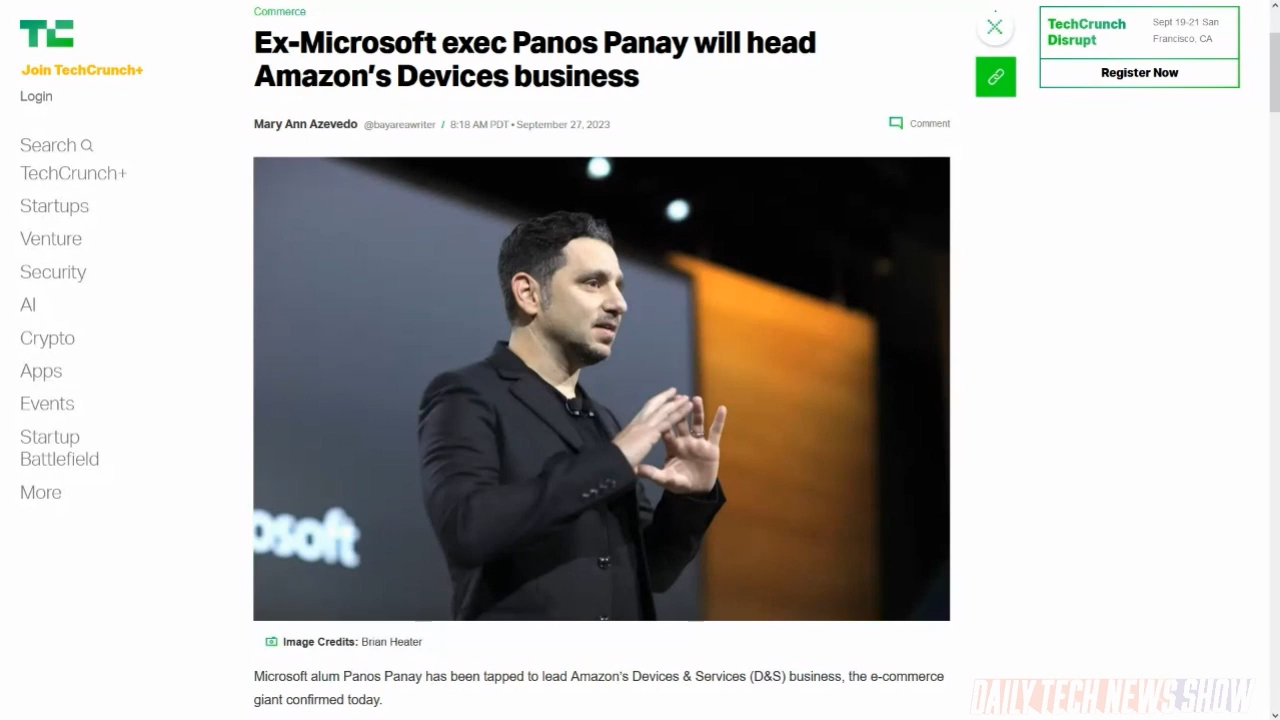 TC
Join TechCrunch+
Login
Search
TechCrunch+
Startups
Venture
Security
AI
Crypto
Apps
Events
Startup
Battlefield
More
Commerce
Ex-Microsoft exec Panos Panay will head
Amazon's Devices business
Mary Ann Azevedo @bayareawriter / 8:18 AM PDT • September 27, 2023
Comment
osoft
Image Credits: Brian Heater
Microsoft alum Panos Panay has been tapped to lead Amazon's Devices & Services (D&S) business, the e-commerce
giant confirmed today.
TechCrunch
Disrupt
Sept 19-21 San
Francisco, CA
Register Now
DAILY TECH NEWS SHOW